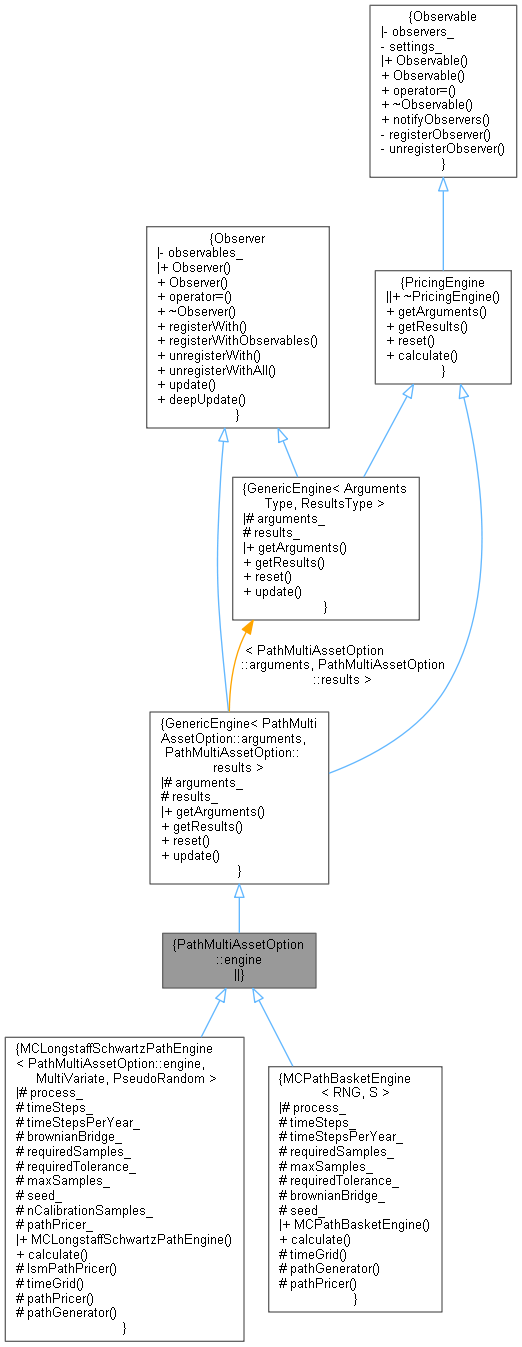 {Observable
|- observers_
- settings_
|+ Observable()
+ Observable()
+ operator=()
+ ~Observable()
+ notifyObservers()
- registerObserver()
- unregisterObserver()
}
{Observer
|- observables_
|+ Observer()
+ Observer()
+ operator=()
+ ~Observer()
+ registerWith()
+ registerWithObservables()
+ unregisterWith()
+ unregisterWithAll()
+ update()
+ deepUpdate()
}
{PricingEngine
||+ ~PricingEngine()
+ getArguments()
+ getResults()
+ reset()
+ calculate()
}
{GenericEngine< Arguments
Type, ResultsType >
|# arguments_
# results_
|+ getArguments()
+ getResults()
+ reset()
+ update()
}
< PathMultiAssetOption
::arguments, PathMultiAssetOption
::results >
{GenericEngine< PathMulti
AssetOption::arguments,
PathMultiAssetOption::
results >
|# arguments_
# results_
|+ getArguments()
+ getResults()
+ reset()
+ update()
}
{PathMultiAssetOption
::engine
||}
{MCLongstaffSchwartzPathEngine
< PathMultiAssetOption::engine,
MultiVariate, PseudoRandom >
|# process_
# timeSteps_
# timeStepsPerYear_
# brownianBridge_
# requiredSamples_
# requiredTolerance_
# maxSamples_
# seed_
# nCalibrationSamples_
# pathPricer_
|+ MCLongstaffSchwartzPathEngine()
+ calculate()
# lsmPathPricer()
# timeGrid()
# pathPricer()
# pathGenerator()
}
{MCPathBasketEngine
< RNG, S >
|# process_
# timeSteps_
# timeStepsPerYear_
# requiredSamples_
# maxSamples_
# requiredTolerance_
# brownianBridge_
# seed_
|+ MCPathBasketEngine()
+ calculate()
# timeGrid()
# pathGenerator()
# pathPricer()
}